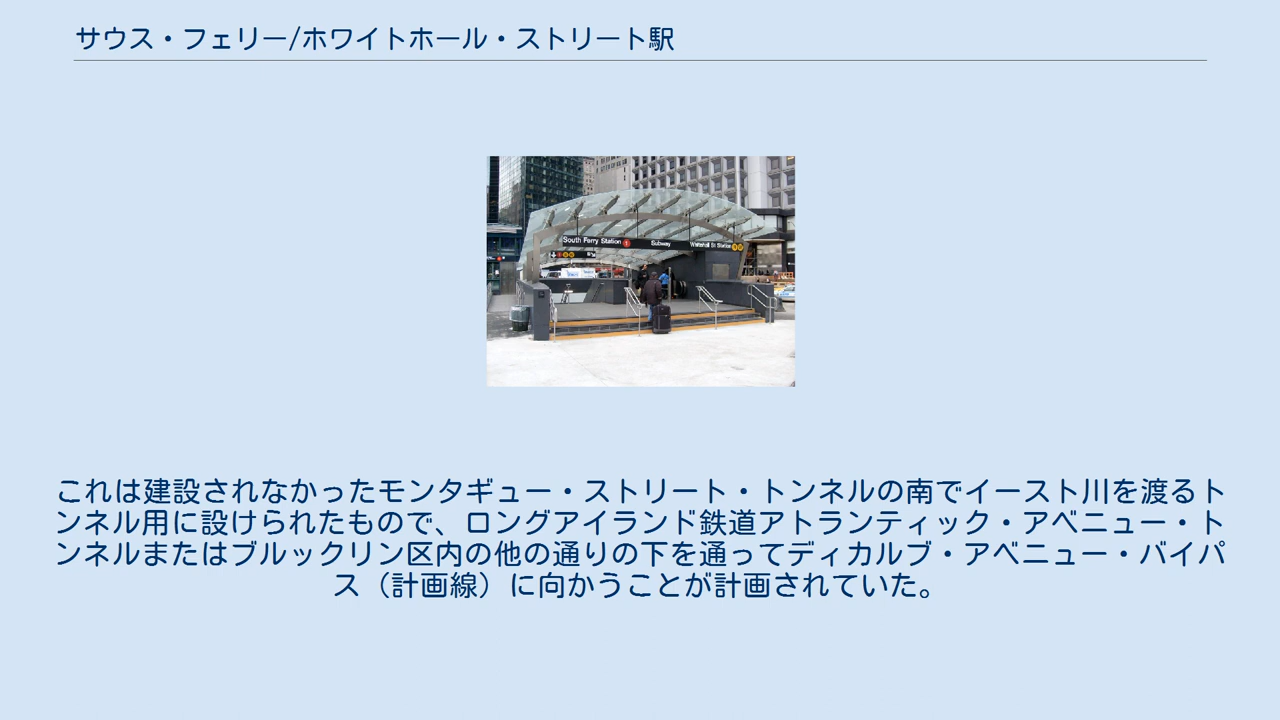 サウス・フェリー/ホワイトホール・ストリート駅
South Ferry Station 1 Subway Whitehall St Station
これは建設されなかったモンタギュー・ストリート・トンネルの南でイースト川を渡るト
ンネル用に設けられたもので、ロングアイランド鉄道アトランティック・アベニュー・ト
ンネルまたはブルックリン区内の他の通りの下を通ってディカルブ・アベニュー・バイパ
ス（計画線）に向かうことが計画されていた。